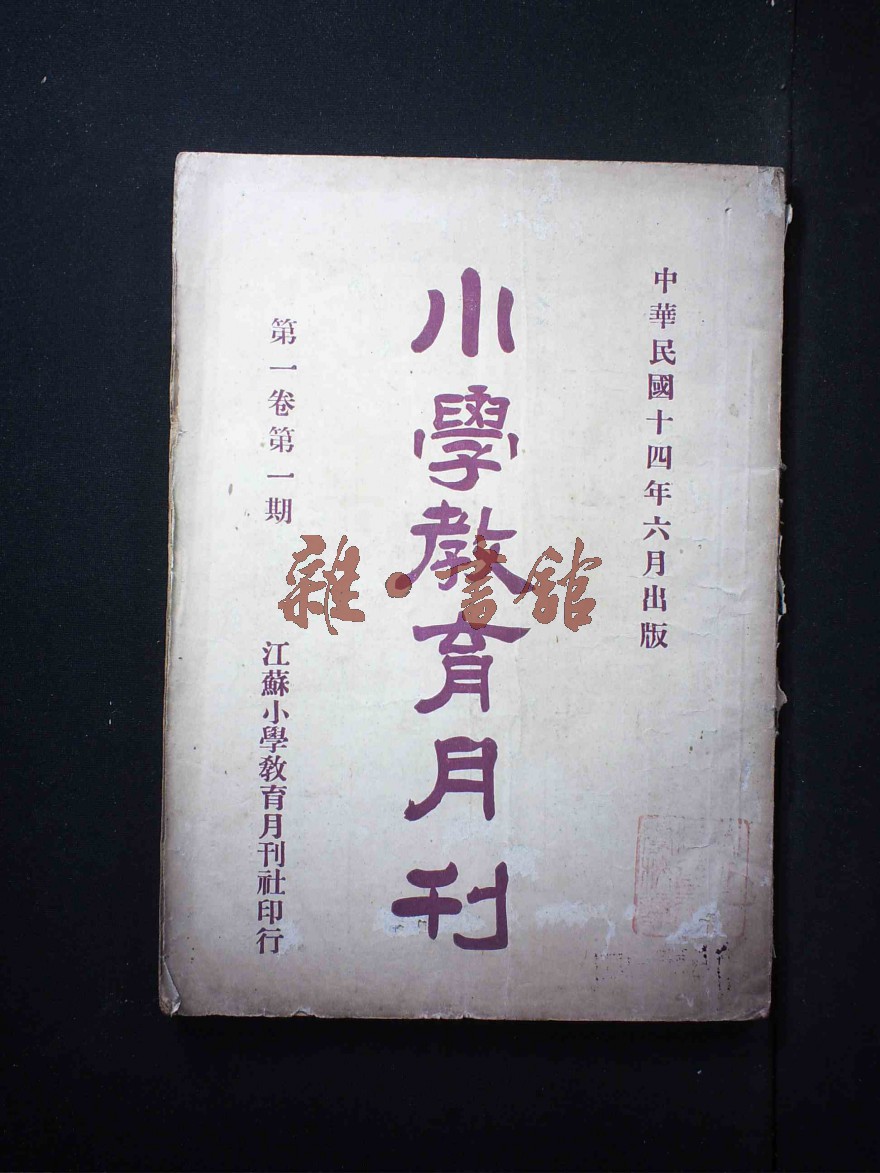 中華民國十四年六月出版
小學教育月刊
第一卷第一期
江蘇小學教育月刊社印行
雜·書館